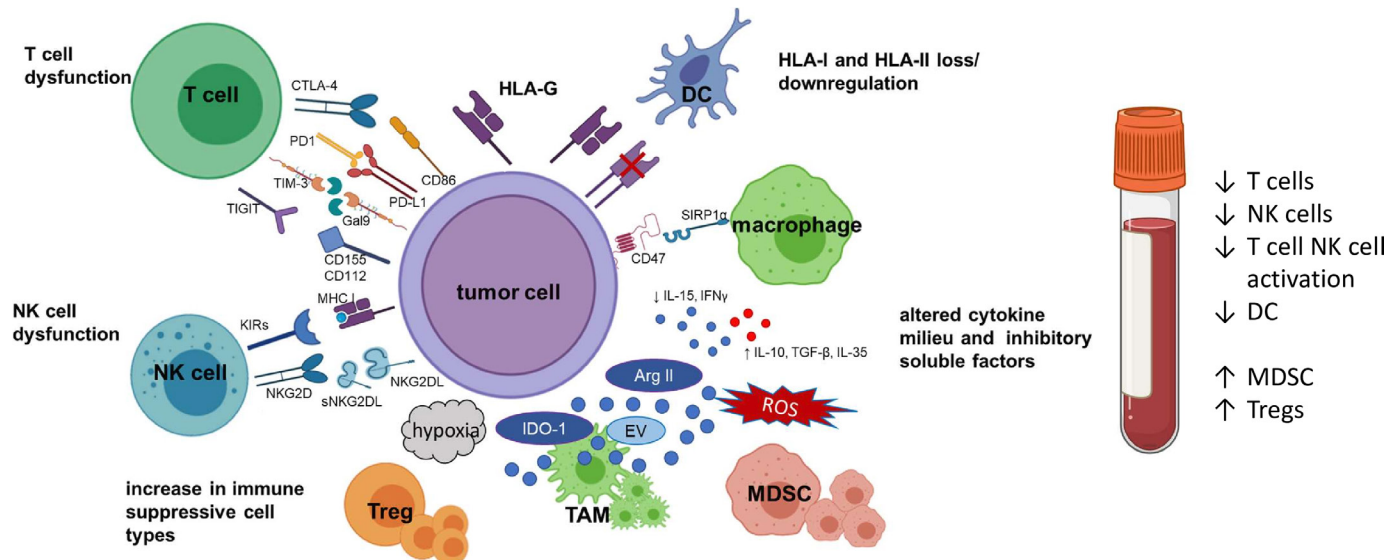 T cell
dysfunction
T cell
CTLA-4
PD1
TIM-3
TIGIT
Gal9
PD-L1
CD86
CD155
CD112
HLA-G
DC
HLA-I and HLA-II loss/
downregulation
SIRP1α
macrophage
CD47
tumor cell
NK cell
dysfunction
NK cell
KIRs
MHC I
NKG2D
sNKG2DL
NKG2DL
↓ IL-15, IFNγ
↑ IL-10, TGF-β, IL-35
altered cytokine
milieu and inhibitory
soluble factors
Arg II
ROS
hypoxia
IDO-1
EV
increase in immune
suppressive cell
types
Treg
TAM
MDSC
↓ T cells
↓ NK cells
↓ T cell NK cell
activation
↓ DC
↑ MDSC
↑ Tregs